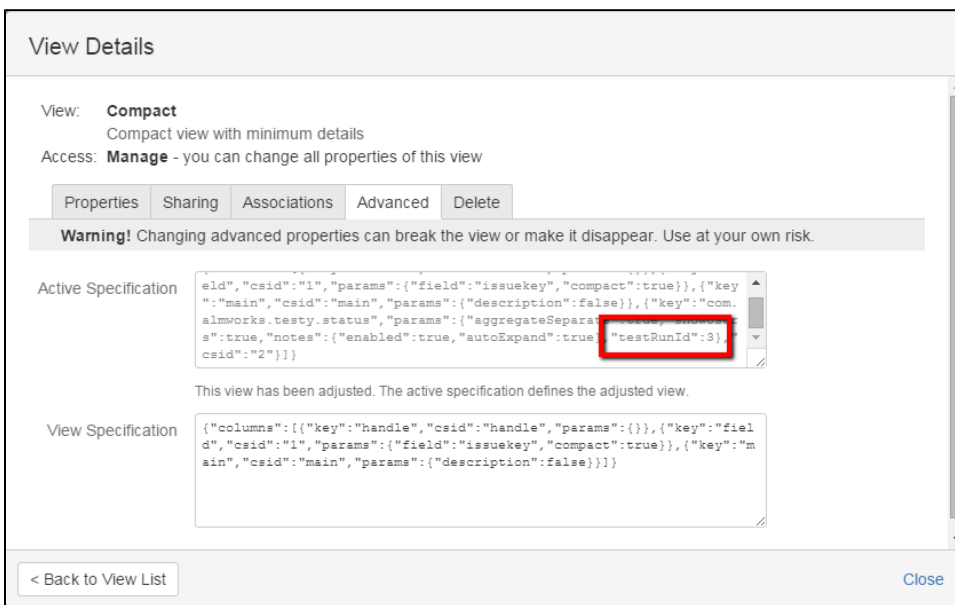 View Details
View: Compact
Compact view with minimum details
Access: Manage - you can change all properties of this view
Properties Sharing Associations Advanced Delete
Warning! Changing advanced properties can break the view or make it disappear. Use at your own risk.
Active Specification
eld","csid":"1","params":{"field":"issuekey","compact":true}},{"key
":"main","csid":"main","params":{"description":false}},{"key":"com.
almworks.testy.status","params":{"aggregateSeparat
s":true,"notes":{"enabled":true,"autoExpand":true},"testRunId":3},"
csid":"2"}]}
This view has been adjusted. The active specification defines the adjusted view.
View Specification
{"columns":[{"key":"handle","csid":"handle","params":{}},{"key":"fiel
d","csid":"1","params":{"field":"issuekey","compact":true}},{"key":"m
ain","csid":"main","params":{"description":false}}]}
< Back to View List
Close